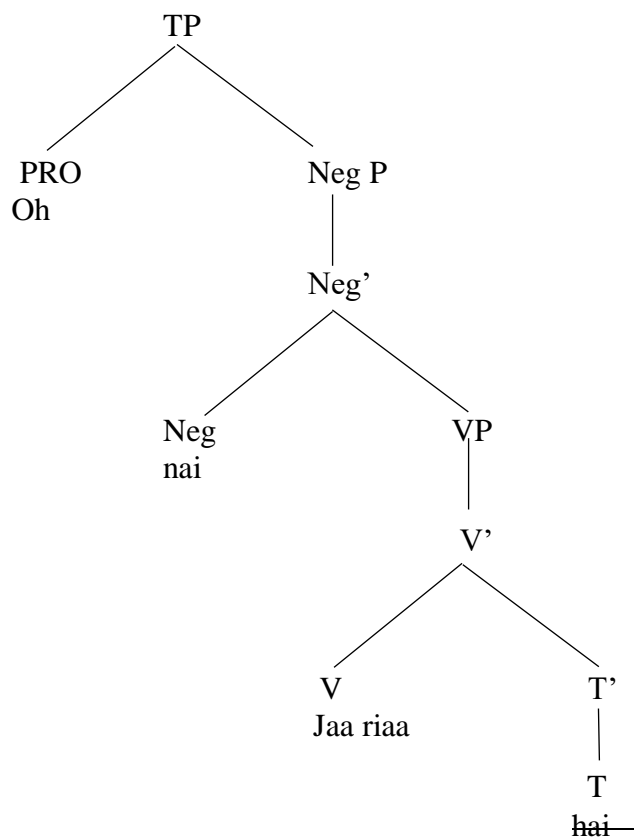 TP
PRO Neg P
Oh
Neg’
Neg VP
nai
V’
V T’
Jaa riaa
T
hai